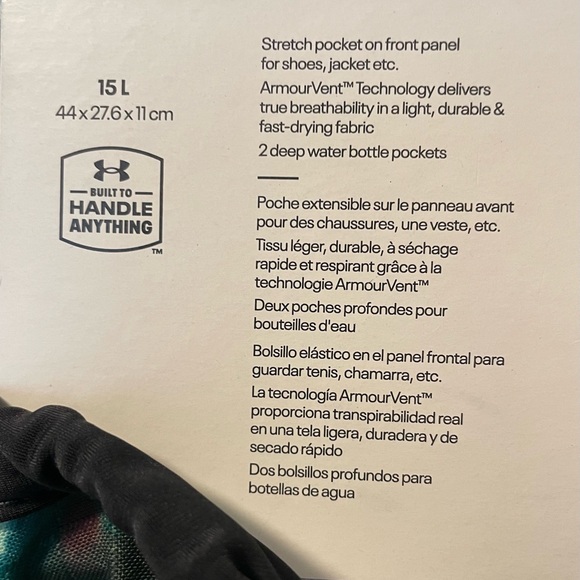 15 L
44 x 27.6 x 11 cm
BUILT TO
HANDLE
ANYTHING
™
Stretch pocket on front panel
for shoes, jacket etc.
ArmourVent™ Technology delivers
true breathability in a light, durable &
fast-drying fabric
2 deep water bottle pockets
Poche extensible sur le panneau avant
pour des chaussures, une veste, etc.
Tissu léger, durable, à séchage
rapide et respirant grâce à la
technologie ArmourVent™
Deux poches profondes pour
bouteilles d'eau
Bolsillo elástico en el panel frontal para
guardar tenis, chamarra, etc.
La tecnología ArmourVent™
proporciona transpirabilidad real
en una tela ligera, duradera y de
secado rápido
Dos bolsillos profundos para
botellas de agua